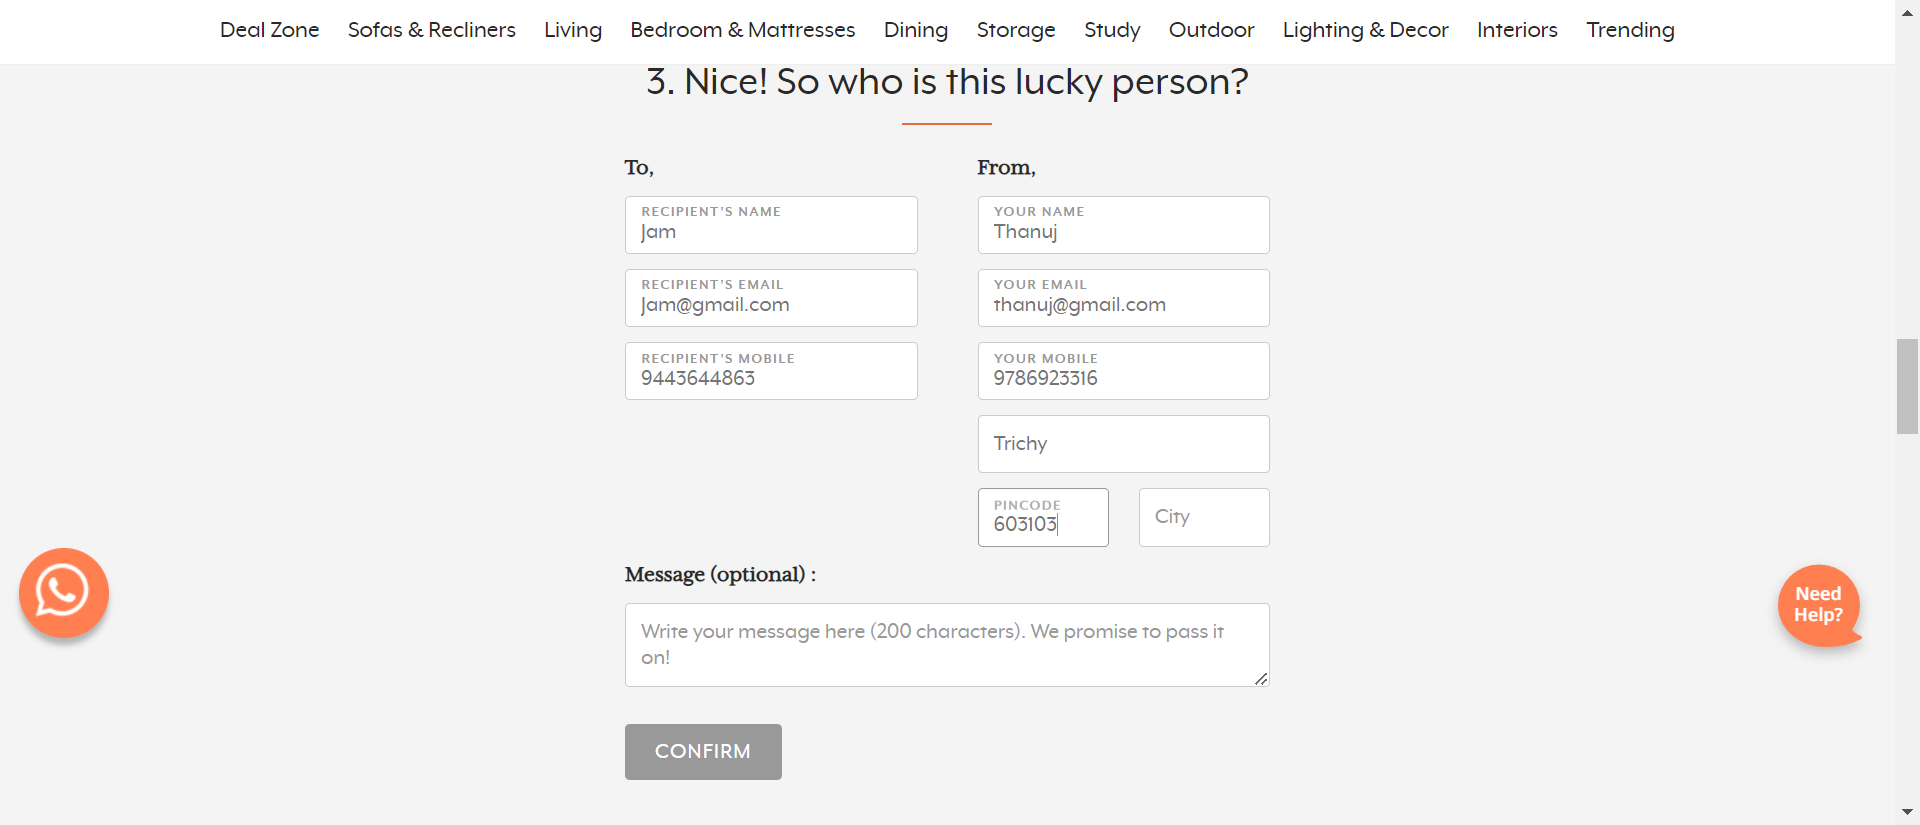 Deal Zone Sofas & Recliners Living Bedroom & Mattresses Dining Storage Study Outdoor Lighting & Decor Interiors Trending
3. Nice! So who is this lucky person?
To,
RECIPIENT'S NAME
Jam
RECIPIENT'S EMAIL
Jam@gmail.com
RECIPIENT'S MOBILE
9443644863
From,
YOUR NAME
Thanuj
YOUR EMAIL
thanuj@gmail.com
YOUR MOBILE
9786923316
Trichy
PINCODE
603103
City
Message (optional) :
Write your message here (200 characters). We promise to pass it
on!
CONFIRM
Need
Help?